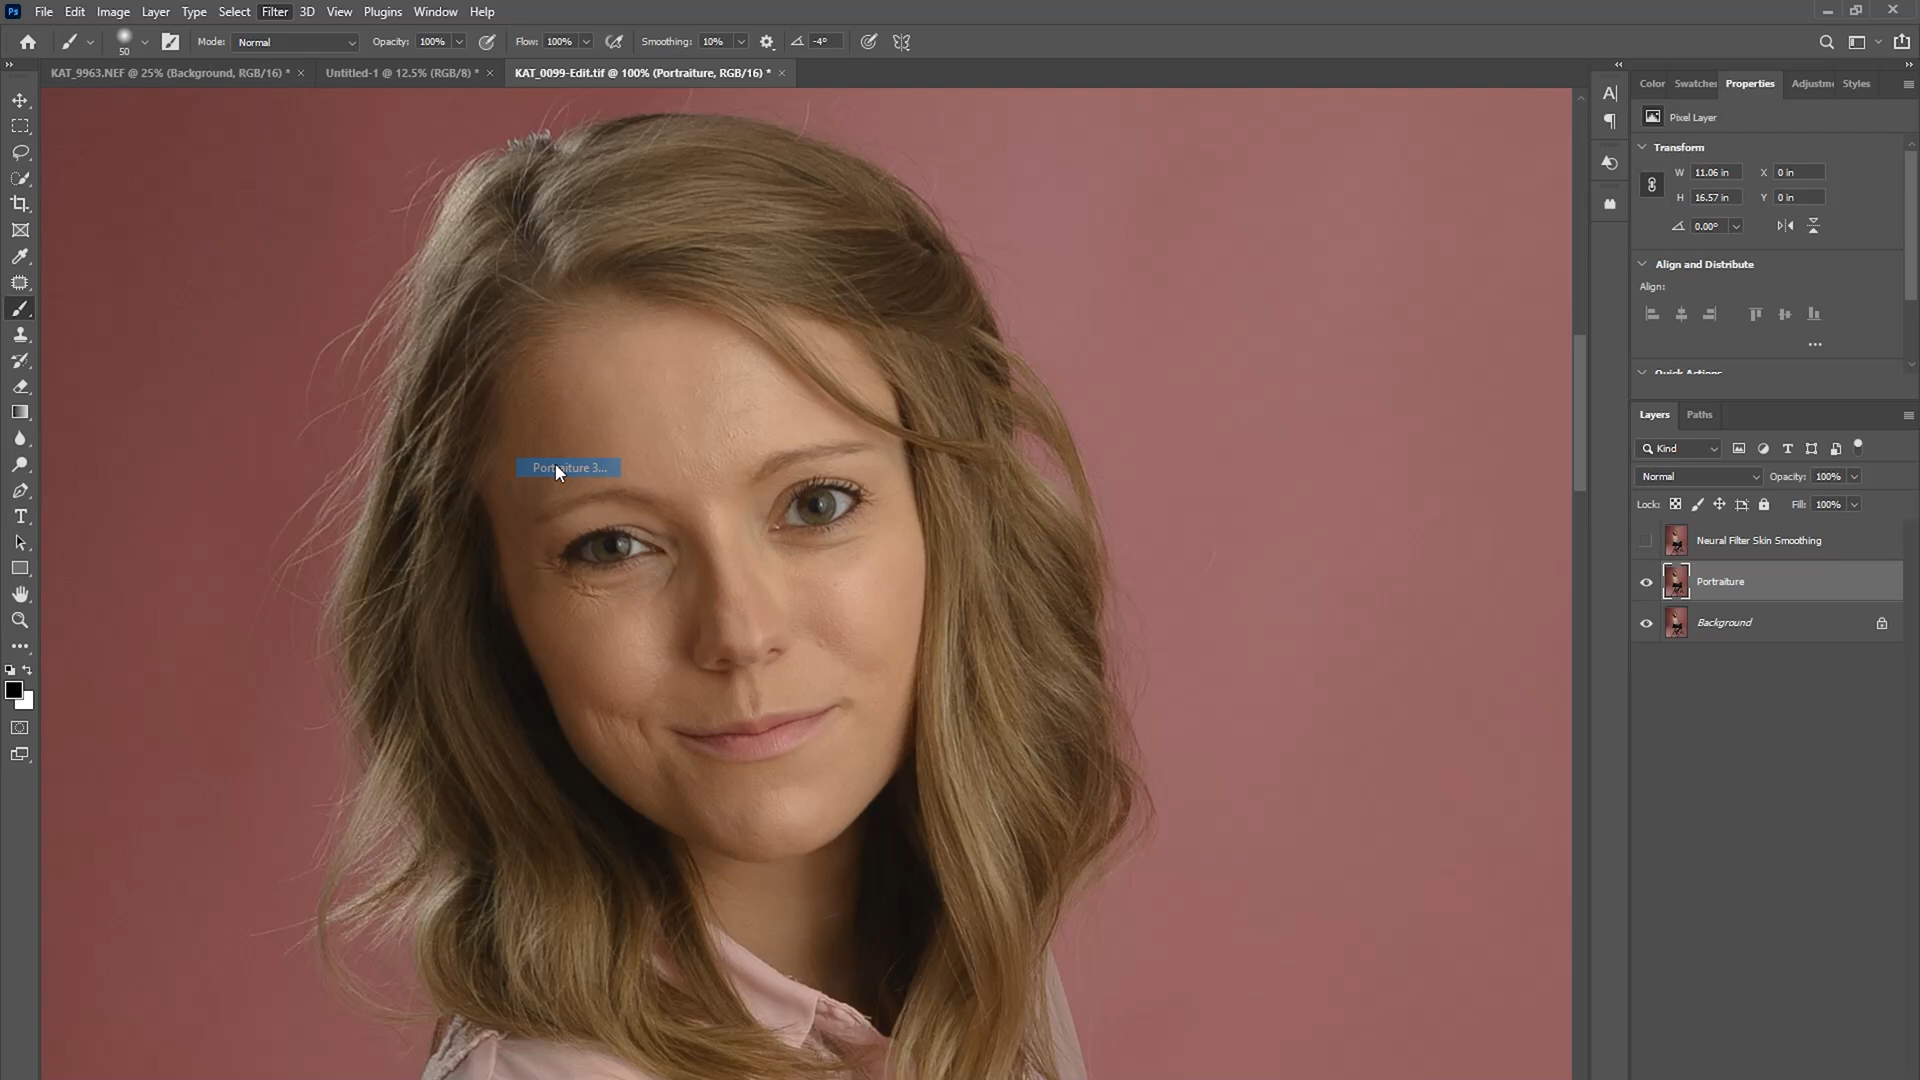 Ps File Edit Image Layer Type Select Filter 3D View Plugins Window Help
50 Mode: Normal Opacity: 100% Flow: 100% Smoothing: 10% -4°
KAT_9963.NEF @ 25% (Background, RGB/16) * × Untitled-1 @ 12.5% (RGB/8) * × KAT_0099-Edit.tif @ 100% (Portraiture, RGB/16) * ×
Color Swatches Properties Adjustme Styles
Pixel Layer
Transform
W 11.06 in X 0 in
H 16.57 in Y 0 in
0.00°
Align and Distribute
Align:
Quick Actions
Layers Paths
Kind
Normal Opacity: 100%
Lock: Fill: 100%
Neural Filter Skin Smoothing
Portraiture
Background
Portraiture 3...